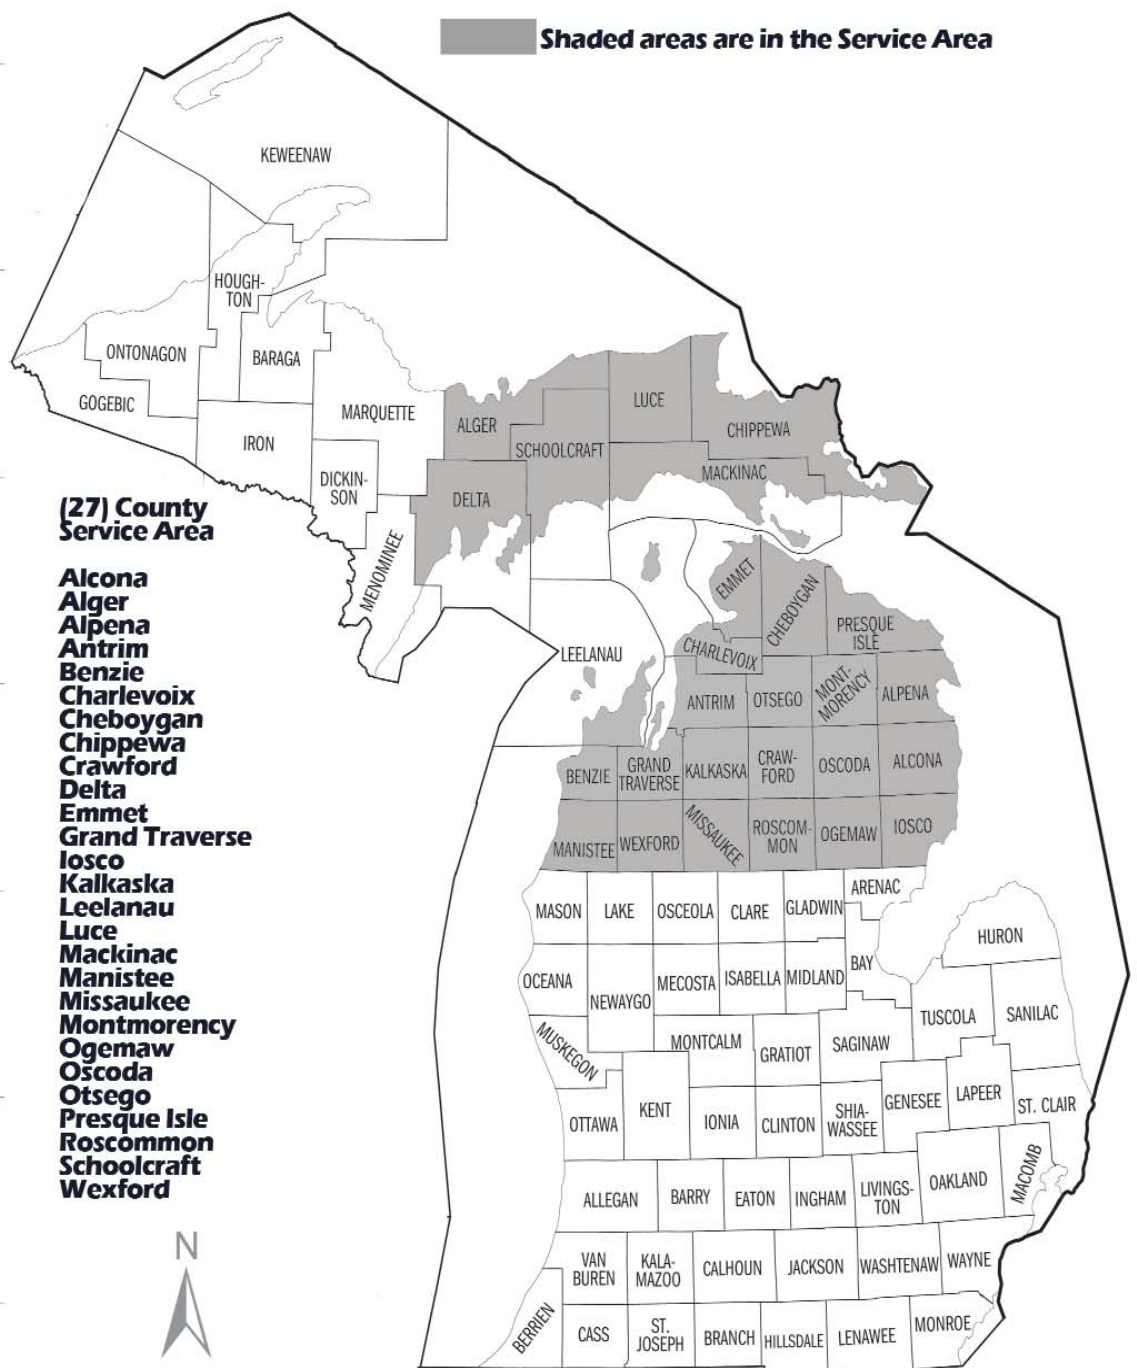 Shaded areas are in the Service Area
KEWEENAW
HOUGH-
TON
ONTONAGON
BARAGA
GOGEBIC
MARQUETTE
IRON
DICKIN-
SON
MENOMINEE
ALGER
LUCE
SCHOOLCRAFT
CHIPPEWA
MACKINAC
DELTA
(27) County
Service Area
Alcona
Alger
Alpena
Antrim
Benzie
Charlevoix
Cheboygan
Chippewa
Crawford
Delta
Emmet
Grand Traverse
Iosco
Kalkaska
Leelanau
Luce
Mackinac
Manistee
Missaukee
Montmorency
Ogemaw
Oscoda
Otsego
Presque Isle
Roscommon
Schoolcraft
Wexford
N
EMMET
CHEBOYGAN
PRESQUE
ISLE
LEELANAU
CHARLEVOIX
ANTRIM
OTSEGO
MONT-
MORENCY
ALPENA
BENZIE
GRAND
TRAVERSE
KALKASKA
CRAW-
FORD
OSCODA
ALCONA
MANISTEE
WEXFORD
MISSAUKEE
ROSCOM-
MON
OGEMAW
IOSCO
MASON
LAKE
OSCEOLA
CLARE
GLADWIN
ARENAC
HURON
OCEANA
NEWAYGO
MECOSTA
ISABELLA
MIDLAND
BAY
TUSCOLA
SANILAC
MUSKEGON
MONTCALM
GRATIOT
SAGINAW
OTTAWA
KENT
IONIA
CLINTON
SHIA-
WASSEE
GENESEE
LAPEER
ST. CLAIR
ALLEGAN
BARRY
EATON
INGHAM
LIVINGS-
TON
OAKLAND
MACOMB
VAN
BUREN
KALA-
MAZOO
CALHOUN
JACKSON
WASHTENAW
WAYNE
BERRIEN
CASS
ST.
JOSEPH
BRANCH
HILLSDALE
LENAWEE
MONROE